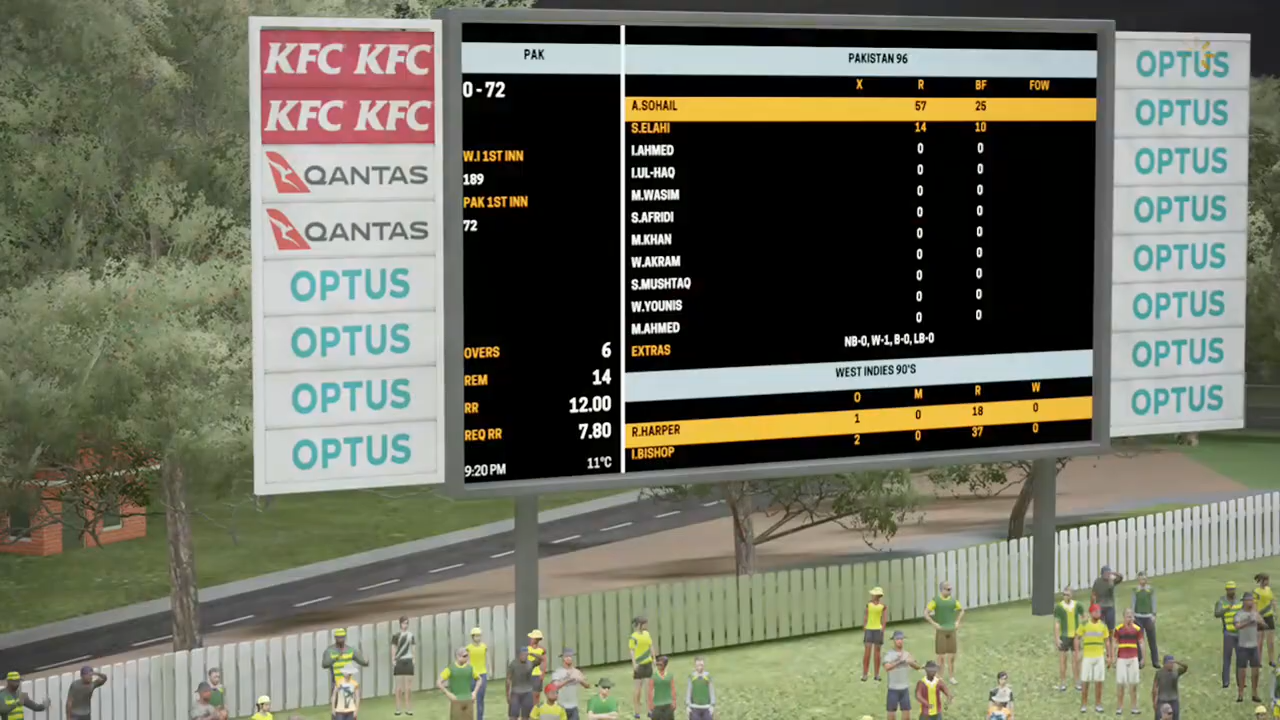 KFC KFC
KFC KFC
QANTAS
QANTAS
OPTUS
OPTUS
OPTUS
OPTUS
PAK
0-72
W.I 1ST INN
189
PAK 1ST INN
72
OVERS 6
REM 14
RR 12.00
REQ RR 7.80
9:20 PM 11°C
PAKISTAN 96
X R BF FOW
A.SOHAIL 57 25
S.ELAHI 14 10
I.AHMED 0 0
I.UL-HAQ 0 0
M.WASIM 0 0
S.AFRIDI 0 0
M.KHAN 0 0
W.AKRAM 0 0
S.MUSHTAQ 0 0
W.YOUNIS 0 0
M.AHMED 0 0
EXTRAS NB-0, W-1, B-0, LB-0
WEST INDIES 90'S
O M R W
R.HARPER 1 0 18 0
I.BISHOP 2 0 37 0
OPTUS
OPTUS
OPTUS
OPTUS
OPTUS
OPTUS
OPTUS
OPTUS